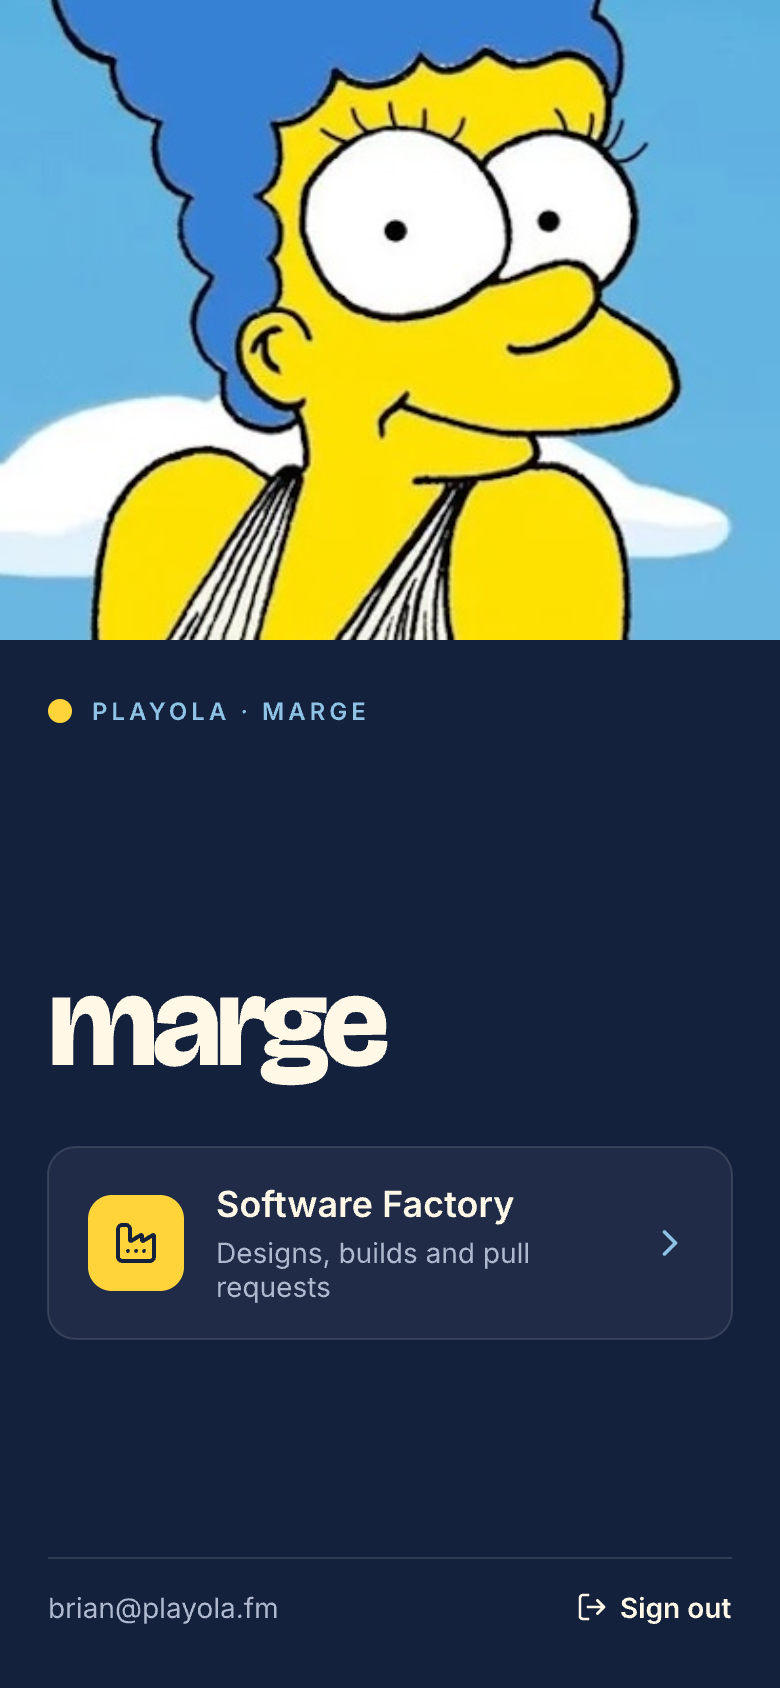 PLAYOLA · MARGE
marge
Software Factory
Designs, builds and pull
requests
brian@playola.fm
Sign out